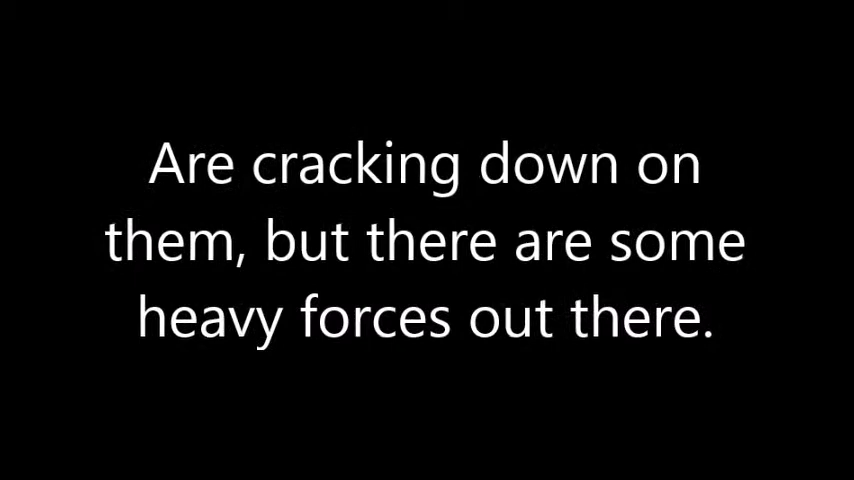 Are cracking down on
them, but there are some
heavy forces out there.